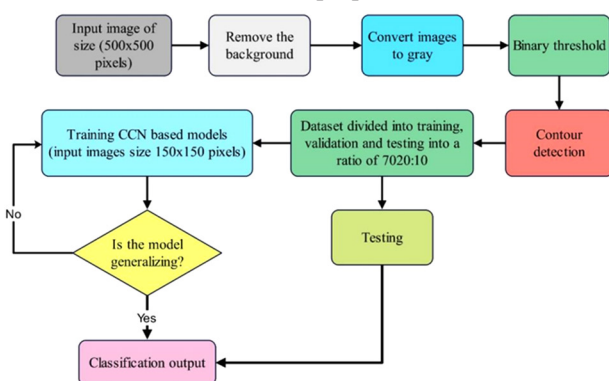 Input image of
size (500x500
pixels)
Remove the
background
Convert images
to gray
Binary threshold
Training CCN based models
(input images size 150x150 pixels)
Dataset divided into training,
validation and testing into a
ratio of 7020:10
Contour
detection
No
Is the model
generalizing?
Testing
Yes
Classification output